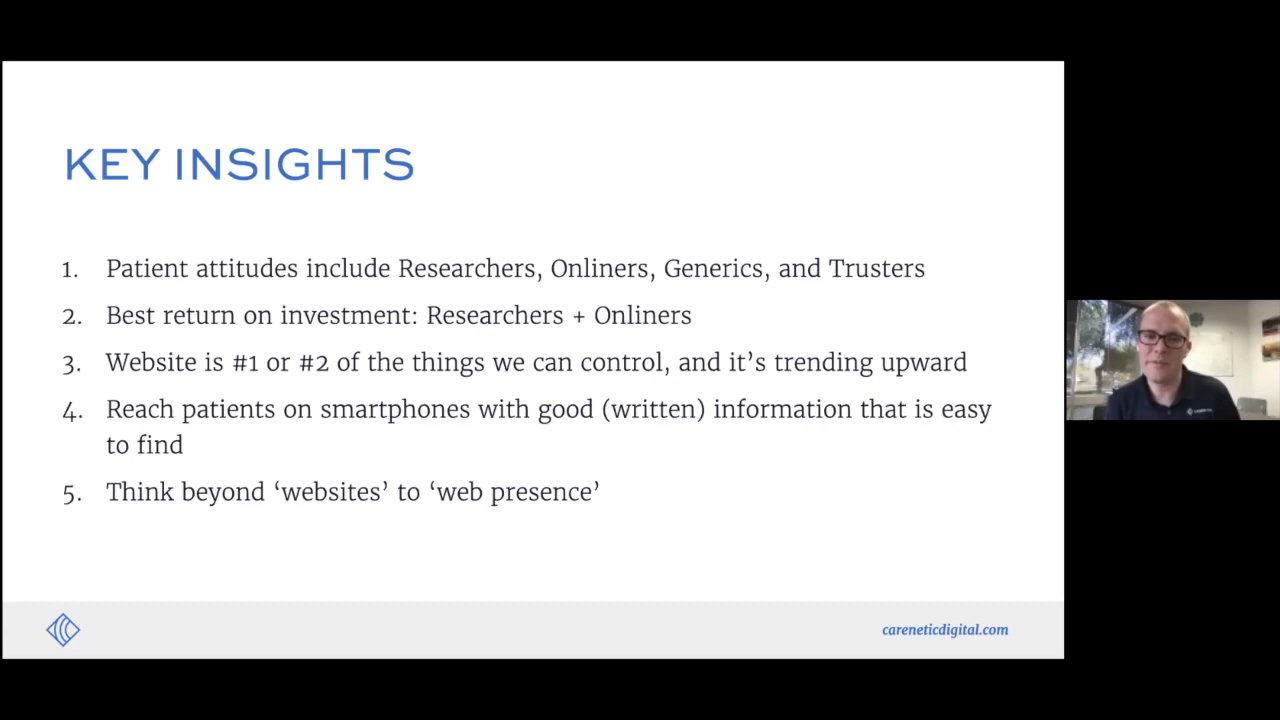 KEY INSIGHTS
1. Patient attitudes include Researchers, Onliners, Generics, and Trusters
2. Best return on investment: Researchers + Onliners
3. Website is #1 or #2 of the things we can control, and it’s trending upward
4. Reach patients on smartphones with good (written) information that is easy
to find
5. Think beyond ‘websites’ to ‘web presence’
careneticdigital.com